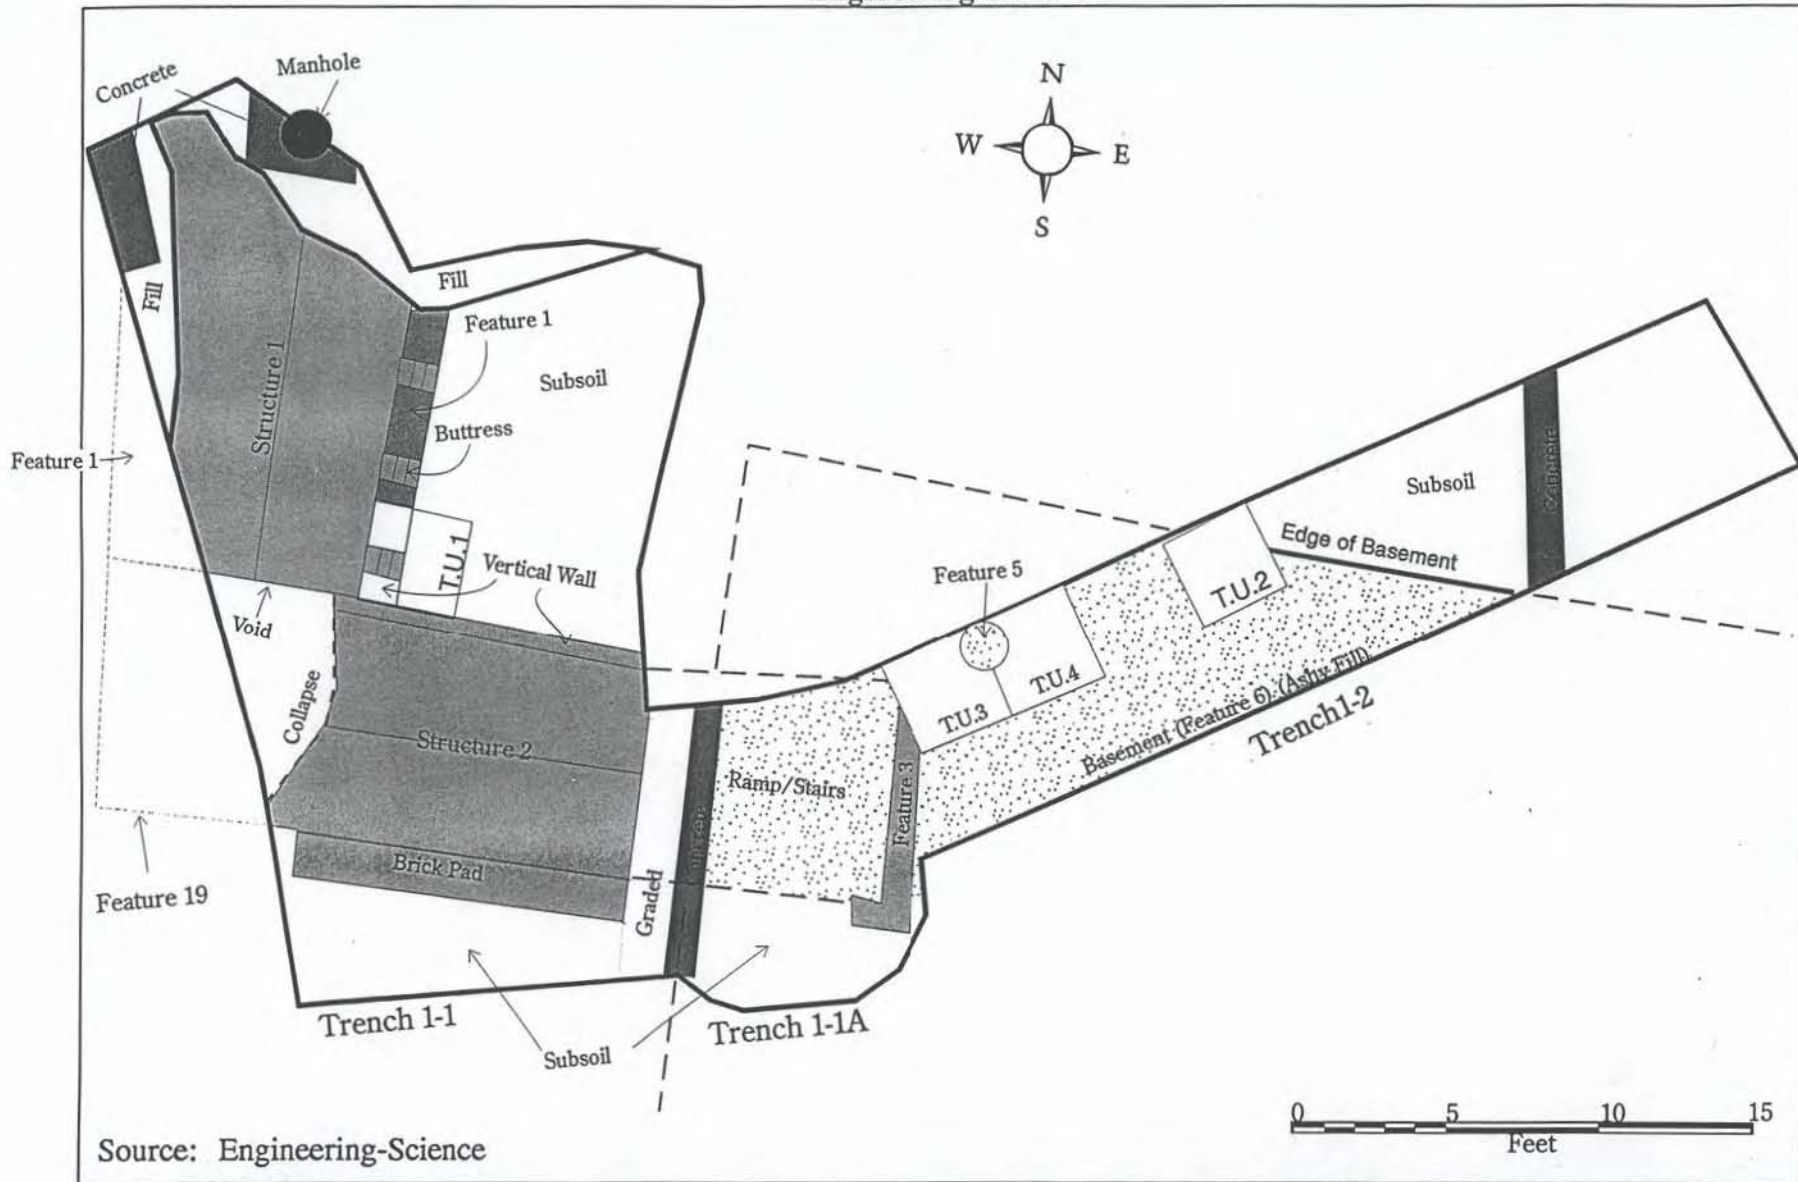 Manhole
Concrete
N
W
E
S
Fill
Fill
Feature 1
Structure 1
Subsoil
Buttress
Feature 1
Subsoil
Concrete
Edge of Basement
T.U.1
Vertical Wall
Feature 5
T.U.2
Void
Collapse
T.U.4
T.U.3
Basement (Feature 6) (Ashy Fill)
Trench1-2
Structure 2
Ramp/Stairs
Feature 3
Concrete
Brick Pad
Graded
Feature 19
Trench 1-1
Trench 1-1A
Subsoil
0 5 10 15
Feet
Source: Engineering-Science